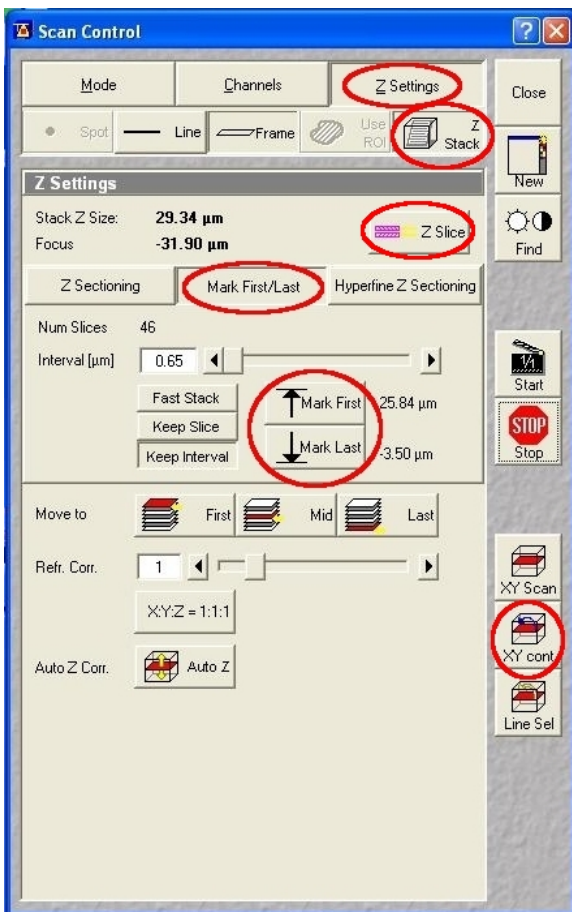 Scan Control
Mode
Channels
Z Settings
Close
Spot
Line
Frame
Use ROI
Z Stack
New
Z Settings
Stack Z Size: 29.34 µm
Focus -31.90 µm
Z Slice
Find
Z Sectioning
Mark First/Last
Hyperfine Z Sectioning
Num Slices 46
Interval [µm] 0.65
1/1
Start
Fast Stack
Mark First 25.84 µm
Keep Slice
STOP
Stop
Keep Interval
Mark Last -3.50 µm
Move to First Mid Last
Refr. Corr. 1
XY Scan
X:Y:Z = 1:1:1
XY cont
Auto Z Corr. Auto Z
Line Sel